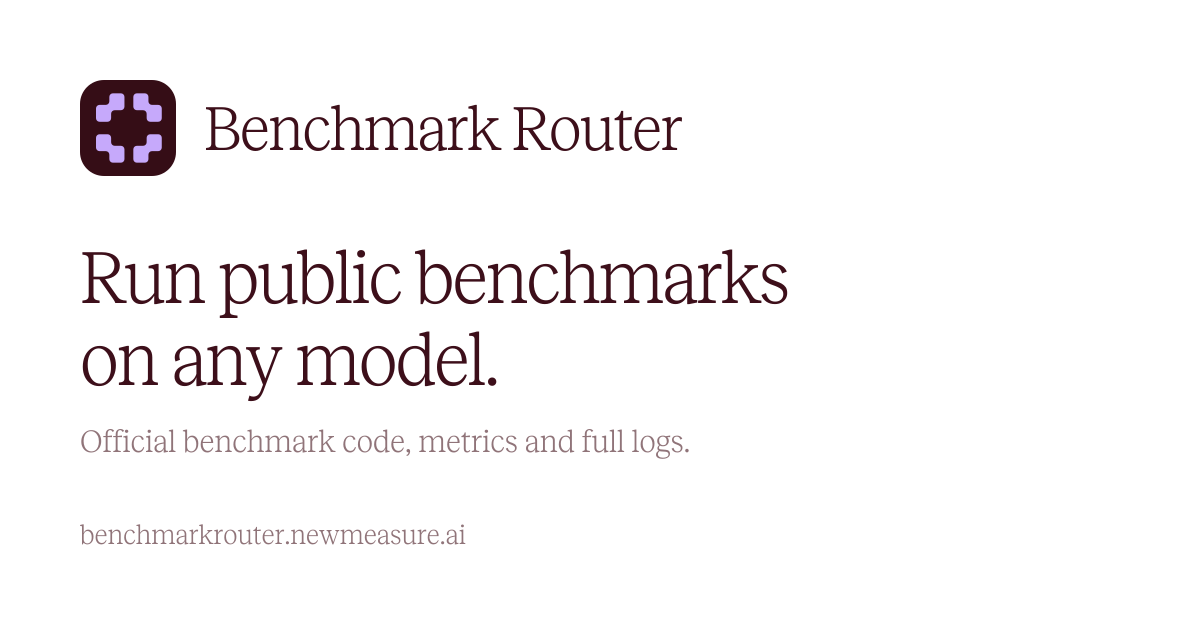 Benchmark Router
Run public benchmarks
on any model.
Official benchmark code, metrics and full logs.
benchmarkrouter.newmeasure.ai